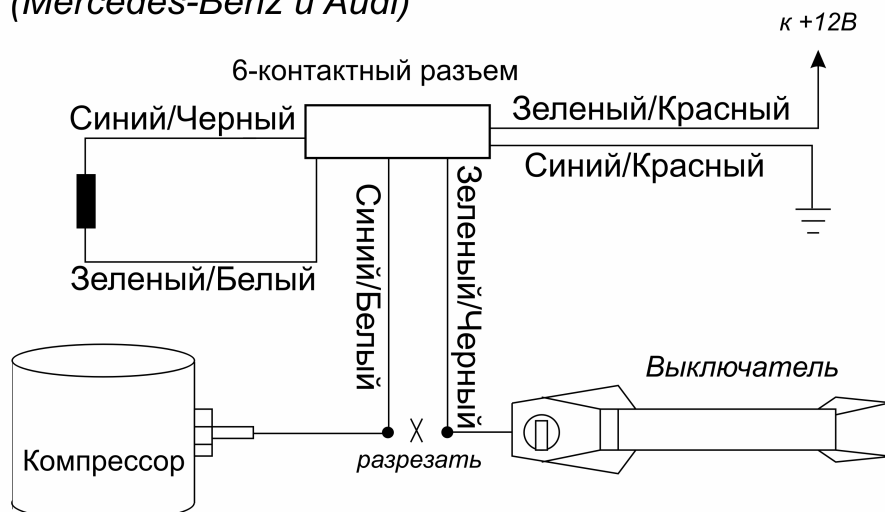 (Mercedes-Benz и Audi)
к +12В
6-контактный разъем
Синий/Черный
Зеленый/Красный
Синий/Красный
Зеленый/Белый
Синий/Белый
Зеленый/Черный
Выключатель
разрезать
Компрессор